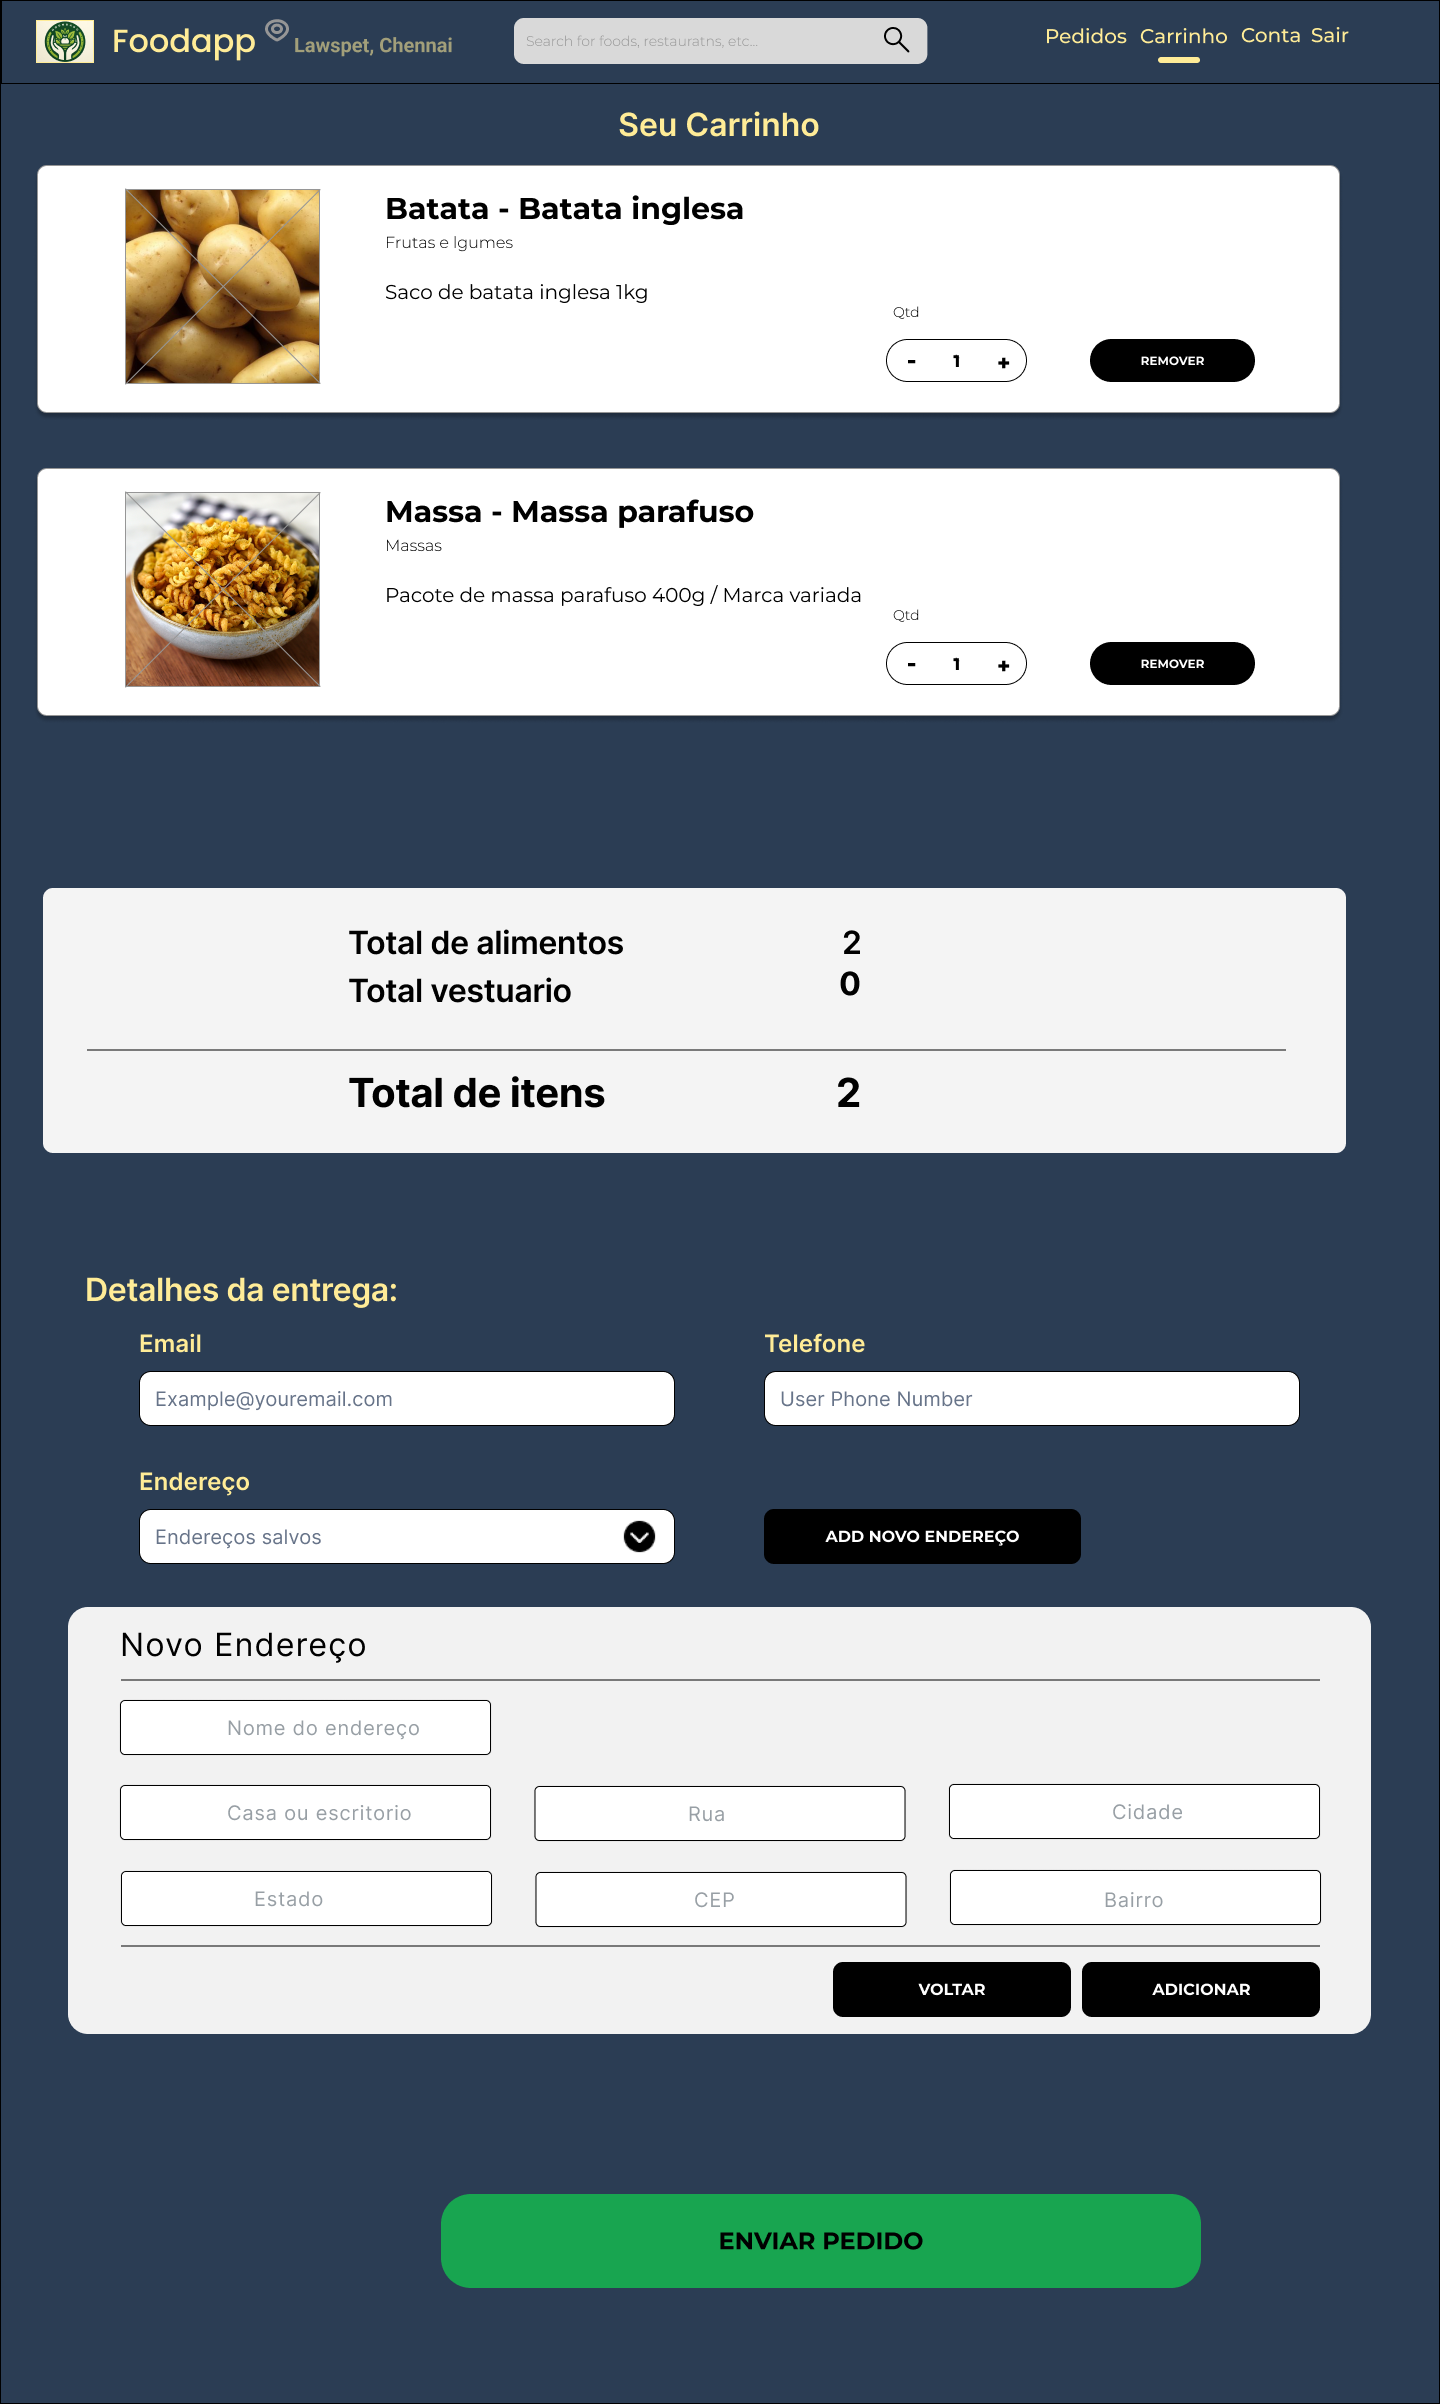 Foodapp
Lawspet, Chennai
Search for foods, restauratns, etc...
Pedidos Carrinho Conta Sair
Seu Carrinho
Batata - Batata inglesa
Frutas e lgumes
Saco de batata inglesa 1kg
Qtd
- 1 +
REMOVER
Massa - Massa parafuso
Massas
Pacote de massa parafuso 400g / Marca variada
Qtd
- 1 +
REMOVER
Total de alimentos 2
Total vestuario 0
Total de itens 2
Detalhes da entrega:
Email
Telefone
Example@youremail.com
User Phone Number
Endereço
Endereços salvos
ADD NOVO ENDEREÇO
Novo Endereço
Nome do endereço
Casa ou escritorio
Rua
Cidade
Estado
CEP
Bairro
VOLTAR
ADICIONAR
ENVIAR PEDIDO